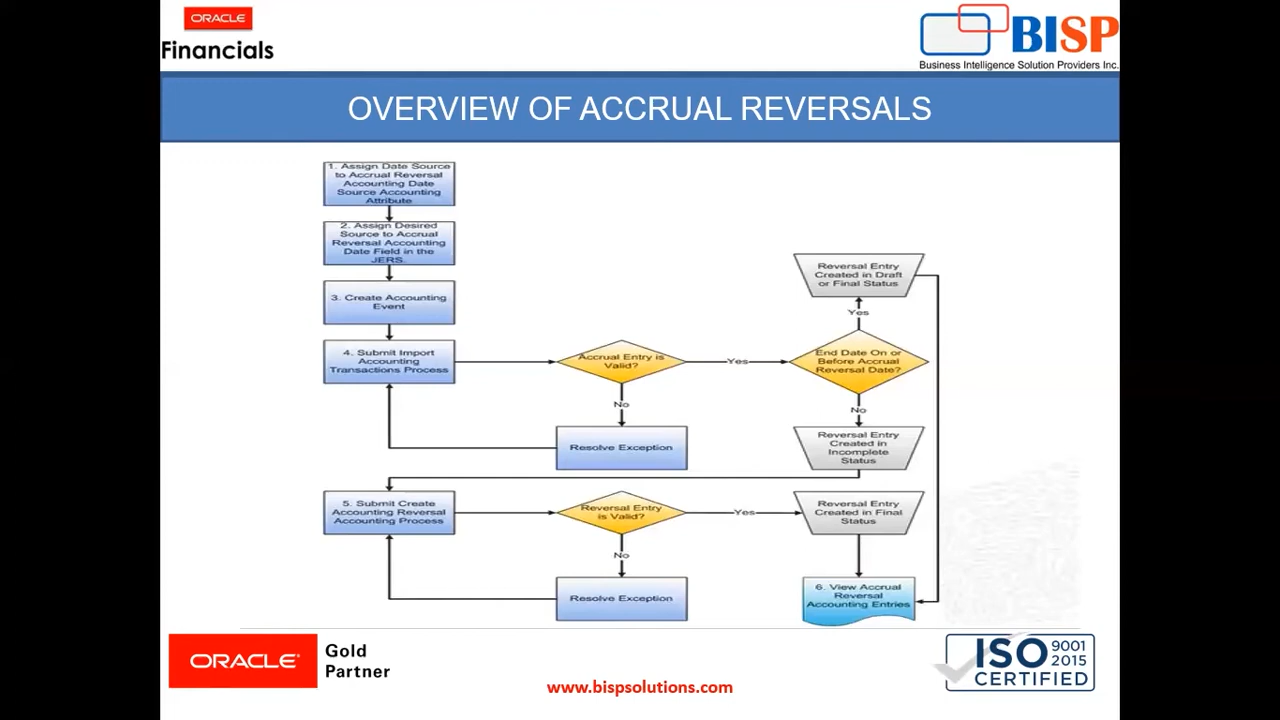 ORACLE
Financials
BISP
Business Intelligence Solution Providers Inc.
OVERVIEW OF ACCRUAL REVERSALS
1. Assign Date Source
to Accrual Reversal
Accounting Date
Source Accounting
Attribute
2. Assign Desired
Source to Accrual
Reversal Accounting
Date Field in the
JERS.
3. Create Accounting
Event
4. Submit Import
Accounting
Transactions Process
Accrual Entry is
Valid?
Yes
No
Resolve Exception
End Date On or
Before Accrual
Reversal Date?
Yes
Reversal Entry
Created in Draft
or Final Status
No
Reversal Entry
Created in
Incomplete
Status
5. Submit Create
Accounting Reversal
Accounting Process
Reversal Entry
is Valid?
Yes
No
Resolve Exception
Reversal Entry
Created in Final
Status
6. View Accrual
Reversal
Accounting Entries
ORACLE®
Gold
Partner
www.bispsolutions.com
ISO 9001
2015
CERTIFIED